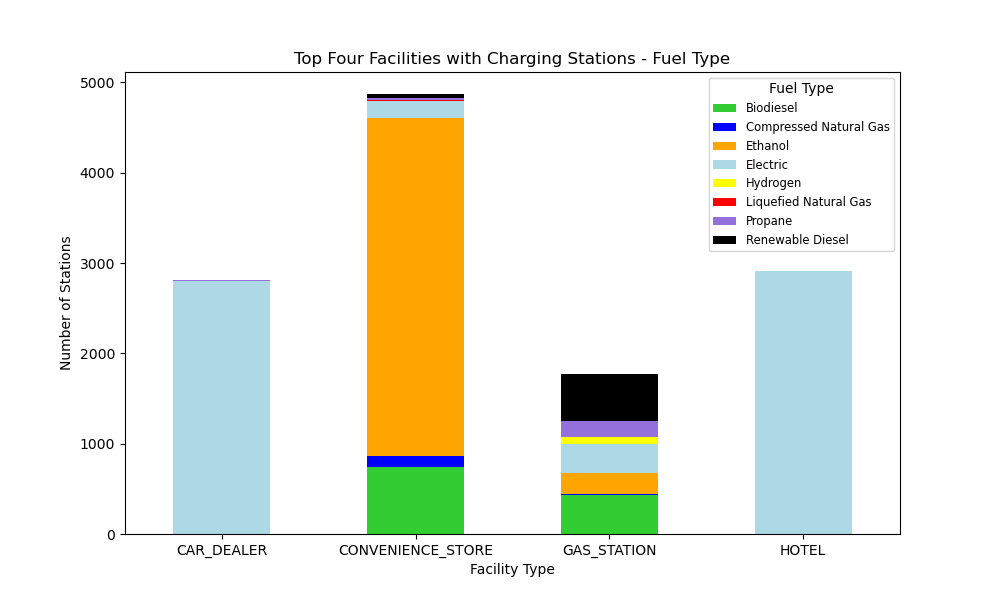 Top Four Facilities with Charging Stations - Fuel Type
Number of Stations
5000
4000
3000
2000
1000
0
Fuel Type
Biodiesel
Compressed Natural Gas
Ethanol
Electric
Hydrogen
Liquefied Natural Gas
Propane
Renewable Diesel
CAR_DEALER
CONVENIENCE_STORE
GAS_STATION
HOTEL
Facility Type